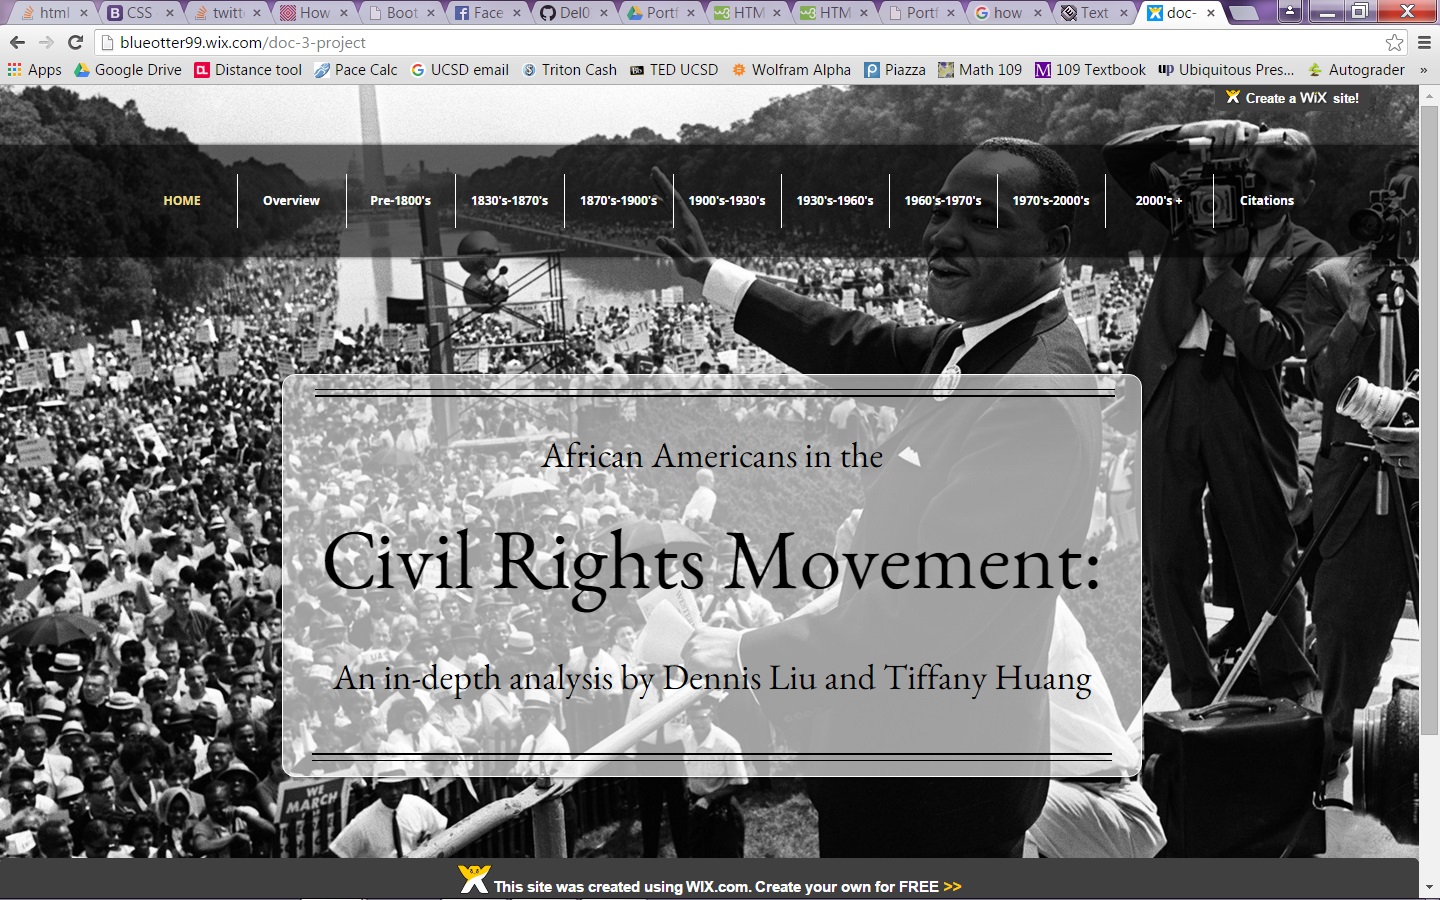 html
CSS
twitt
How
Boot
Face
Del0
Portf
HTM
HTM
Portf
how
Text
doc-
blueotter99.wix.com/doc-3-project
Apps Google Drive Distance tool Pace Calc UCSD email Triton Cash TED UCSD Wolfram Alpha Piazza Math 109 109 Textbook Ubiquitous Pres... Autograder »
Create a WiX site!
HOME Overview Pre-1800's 1830's-1870's 1870's-1900's 1900's-1930's 1930's-1960's 1960's-1970's 1970's-2000's 2000's + Citations
African Americans in the
Civil Rights Movement:
An in-depth analysis by Dennis Liu and Tiffany Huang
WE
MARCH
This site was created using WIX.com. Create your own for FREE >>